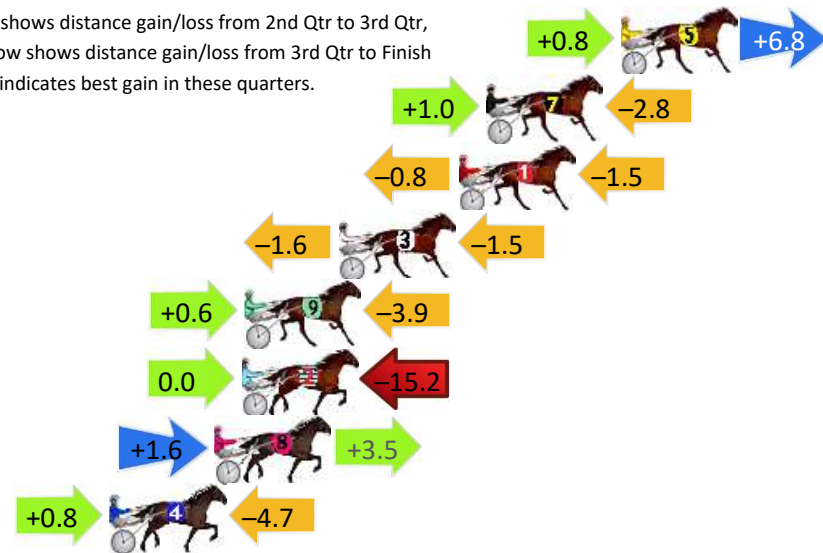 shows distance gain/loss from 2nd Qtr to 3rd Qtr,
ow shows distance gain/loss from 3rd Qtr to Finish
indicates best gain in these quarters.
+0.8 5 +6.8
+1.0 7 –2.8
–0.8 1 –1.5
–1.6 3 –1.5
+0.6 9 –3.9
0.0 2 –15.2
+1.6 8 +3.5
+0.8 4 –4.7